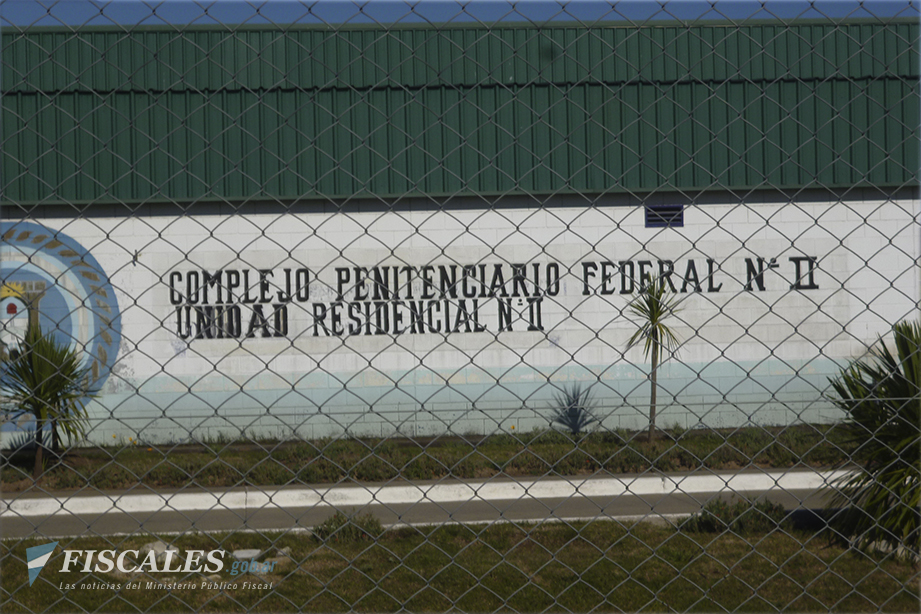 COMPLEJO PENITENCIARIO FEDERAL N° II
UNIDAD RESIDENCIAL N° II
FISCALES.gob.ar
Las noticias del Ministerio Público Fiscal